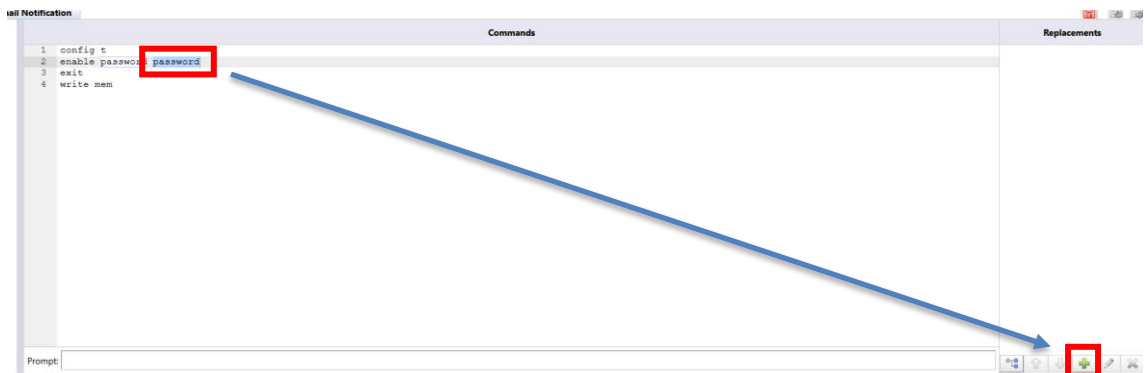 ail Notification
Commands
Replacements
1 config t
2 enable password password
3 exit
4 write mem
Prompt: